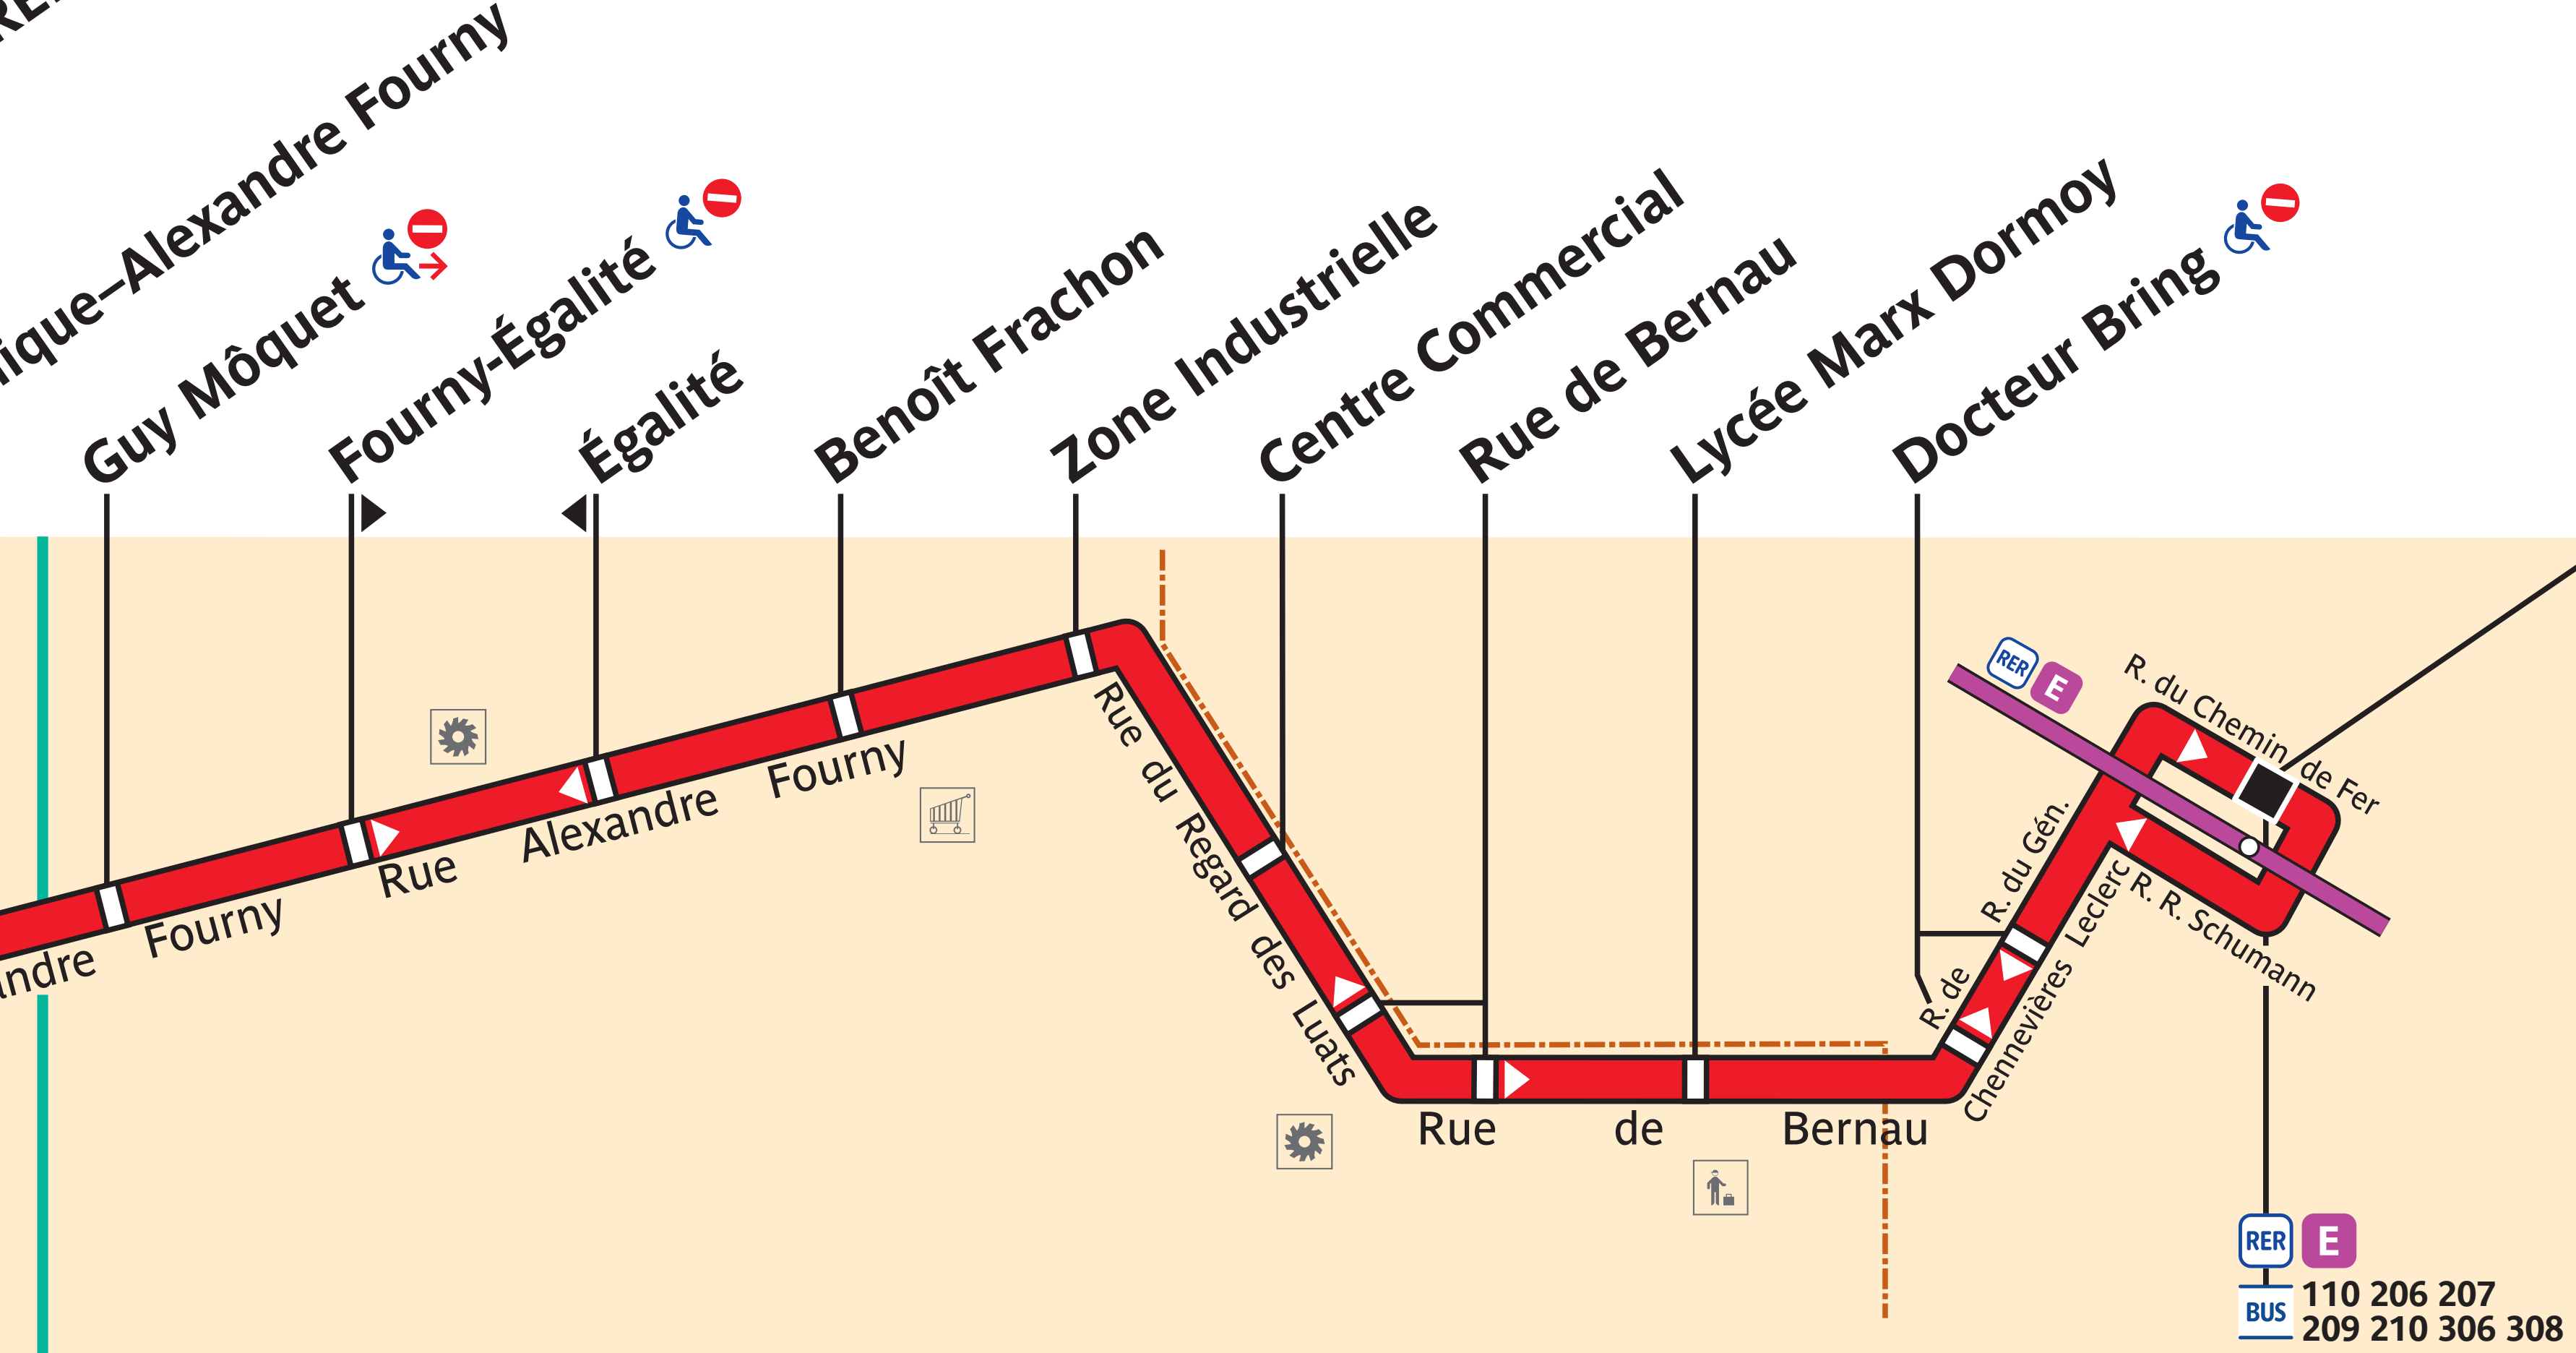 Alexandre Fourny
Guy Môquet
Fourny-Égalité
Égalité
Benoît Frachon
Zone Industrielle
Centre Commercial
Rue de Bernau
Lycée Marx Dormoy
Docteur Bring
Fourny
Rue Alexandre Fourny
Rue du Regard des Luats
Rue de Bernau
R. de Chennevières
R. du Gén. Leclerc
R. du Chemin de Fer
R. R. Schumann
RER E
RER E
BUS 110 206 207
209 210 306 308